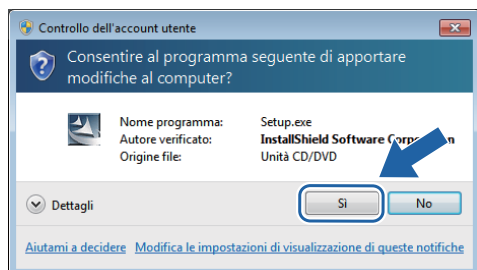 Controllo dell'account utente
Consentire al programma seguente di apportare
modifiche al computer?
Nome programma: Setup.exe
Autore verificato: InstallShield Software
Origine file: Unità CD/DVD
Dettagli
Sì
No
Aiutami a decidere Modifica le impostazioni di visualizzazione di queste notifiche